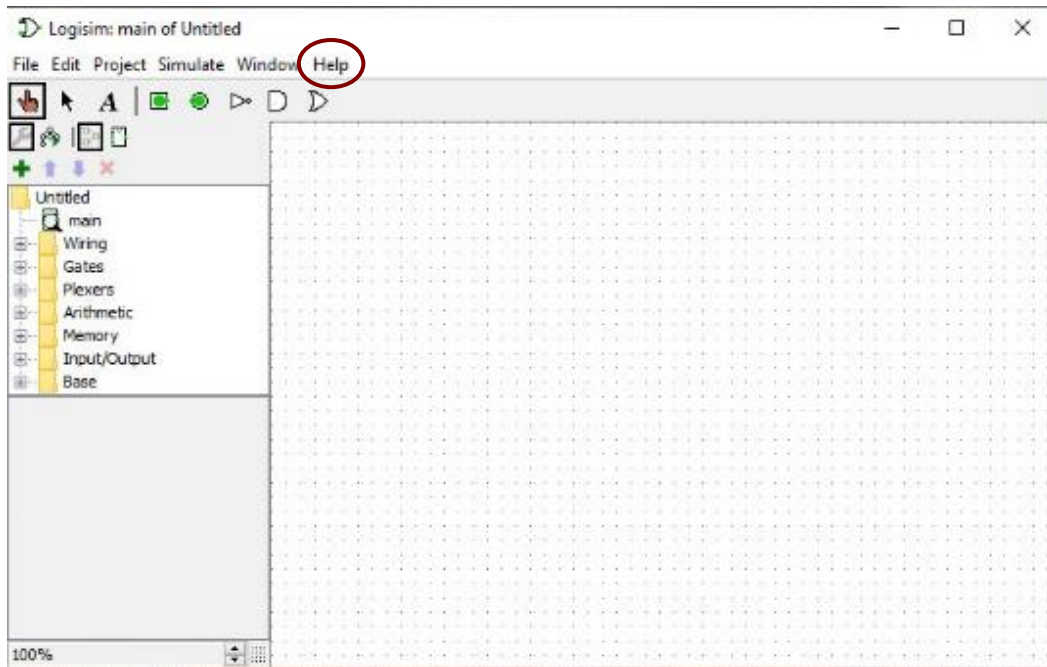 Logisim: main of Untitled
File Edit Project Simulate Window Help
A
Untitled
main
Wiring
Gates
Plexers
Arithmetic
Memory
Input/Output
Base
100%